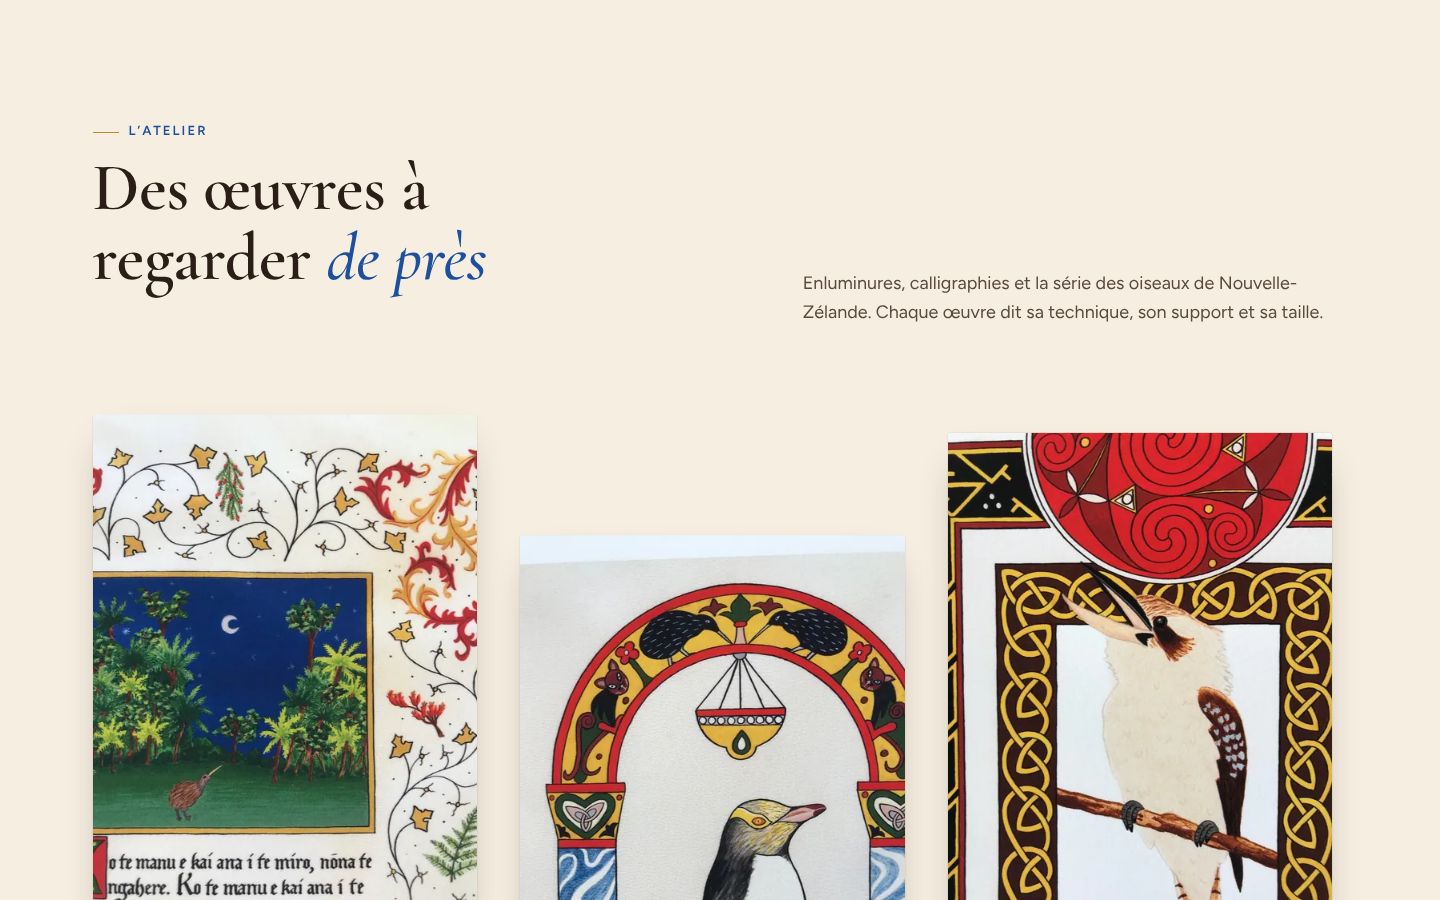 L’ATELIER
Des œuvres à
regarder de près
Enluminures, calligraphies et la série des oiseaux de Nouvelle-
Zélande. Chaque œuvre dit sa technique, son support et sa taille.
o te manu e kai ana i te miro, nōna te
ngahere. Ko te manu e kai ana i te